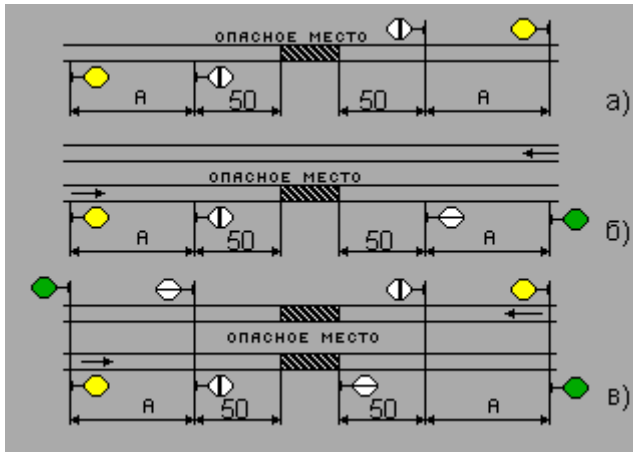 ОПАСНОЕ МЕСТО
А 50 50 А а)
ОПАСНОЕ МЕСТО
А 50 50 А б)
ОПАСНОЕ МЕСТО
А 50 50 А в)